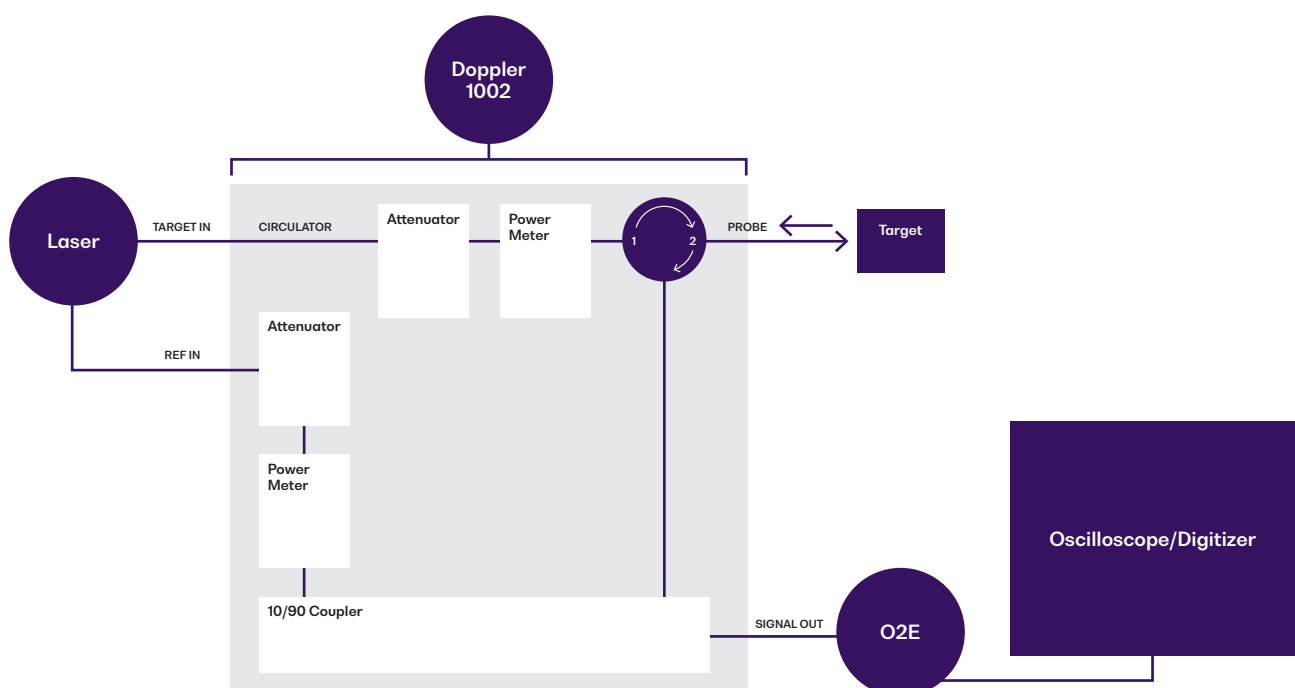 Doppler
1002
Laser
TARGET IN
CIRCULATOR
Attenuator
Power
Meter
1
2
PROBE
Target
Attenuator
REF IN
Power
Meter
Oscilloscope/Digitizer
10/90 Coupler
SIGNAL OUT
O2E